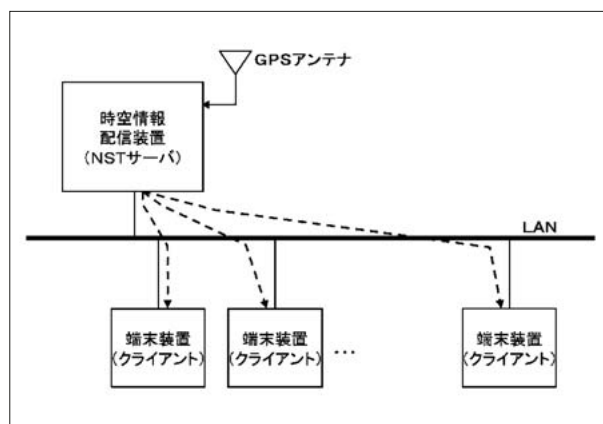 GPSアンテナ
時空情報
配信装置
(NSTサーバ)
LAN
端末装置
(クライアント)
端末装置
(クライアント)
...
端末装置
(クライアント)